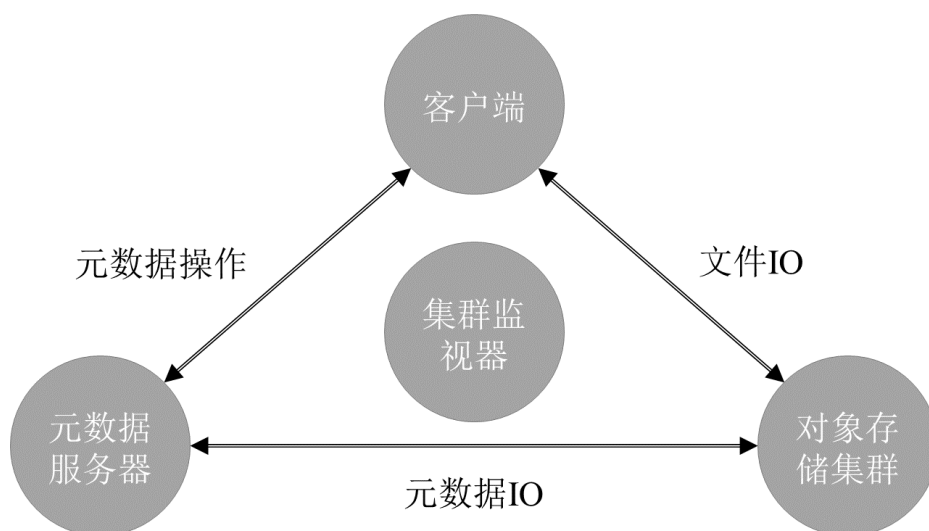 客户端
元数据操作
文件IO
集群监
视器
元数据
服务器
对象存
储集群
元数据IO